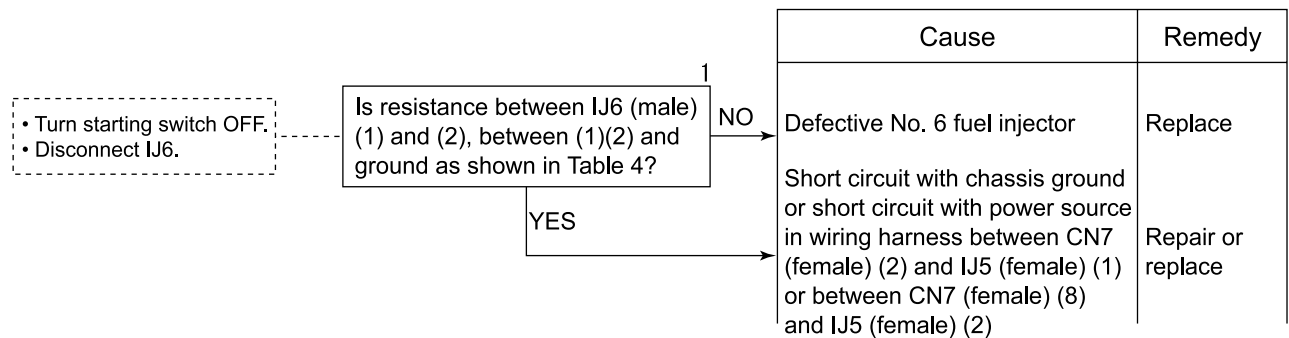 Cause
Remedy
1
• Turn starting switch OFF.
• Disconnect IJ6.
Is resistance between IJ6 (male)
(1) and (2), between (1)(2) and
ground as shown in Table 4?
NO
Defective No. 6 fuel injector
Replace
YES
Short circuit with chassis ground
or short circuit with power source
in wiring harness between CN7
(female) (2) and IJ5 (female) (1)
or between CN7 (female) (8)
and IJ5 (female) (2)
Repair or
replace